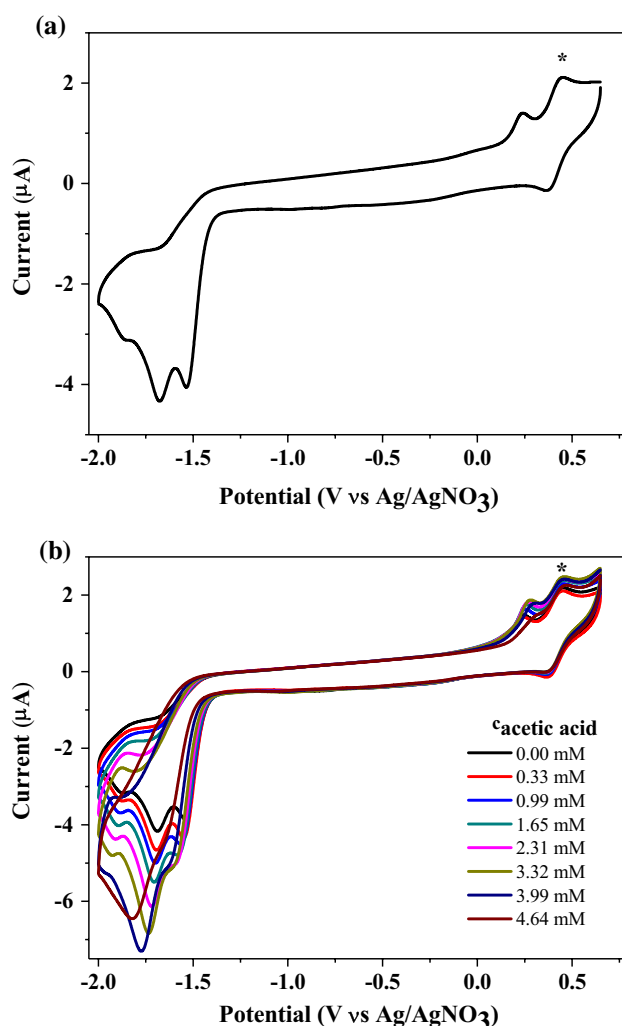 (a)
*
2
0
-2
-4
Current (µA)
-2.0 -1.5 -1.0 -0.5 0.0 0.5
Potential (V vs Ag/AgNO3)
(b)
*
2
0
-2
-4
-6
Current (µA)
cacetic acid
0.00 mM
0.33 mM
0.99 mM
1.65 mM
2.31 mM
3.32 mM
3.99 mM
4.64 mM
-2.0 -1.5 -1.0 -0.5 0.0 0.5
Potential (V vs Ag/AgNO3)